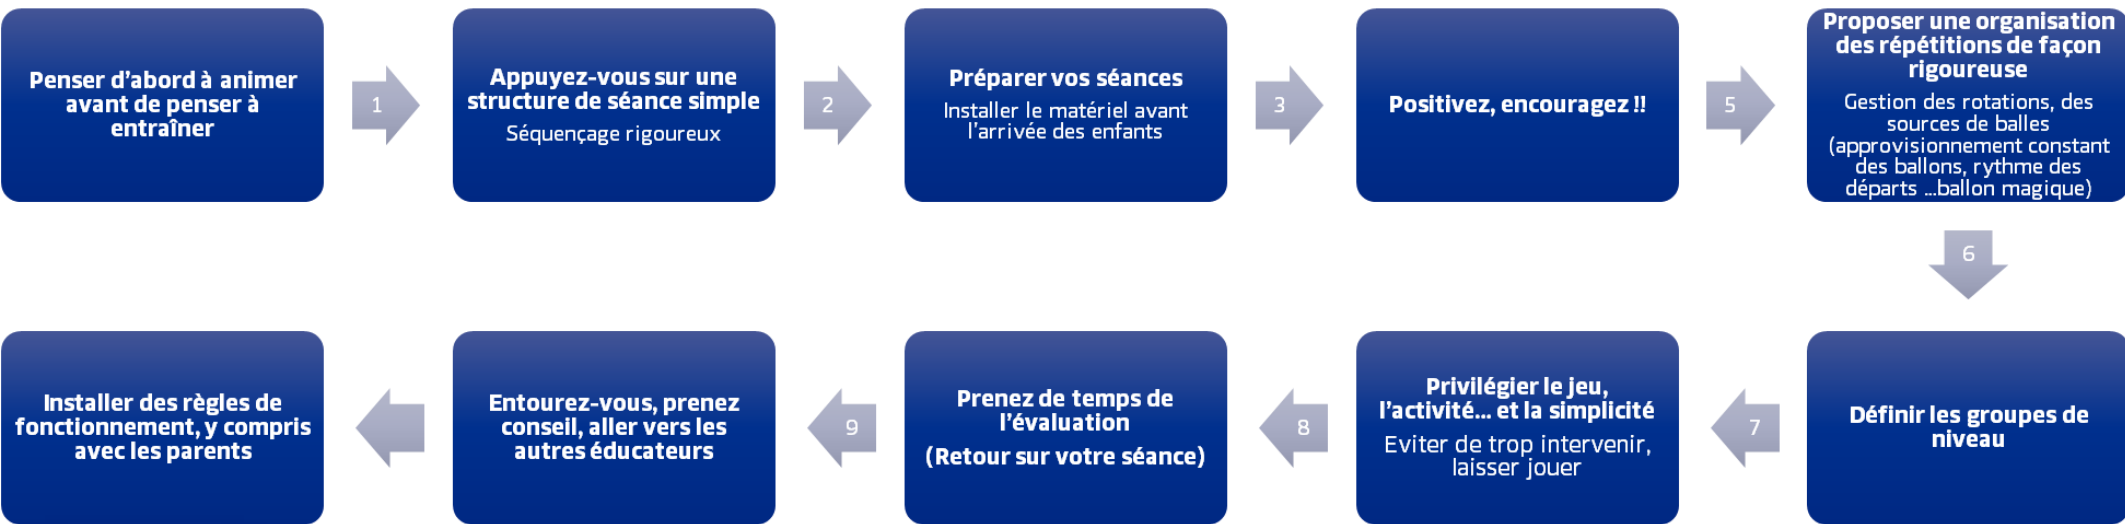 Penser d'abord à animer
avant de penser à
entraîner
1
Appuyez-vous sur une
structure de séance simple
Séquençage rigoureux
2
Préparer vos séances
Installer le matériel avant
l'arrivée des enfants
3
Positivez, encouragez !!
5
Proposer une organisation
des répétitions de façon
rigoureuse
Gestion des rotations, des
sources de balles
(approvisionnement constant
des ballons, rythme des
départs ...ballon magique)
6
Définir les groupes de
niveau
7
Privilégier le jeu,
l'activité... et la simplicité
Eviter de trop intervenir,
laisser jouer
8
Prenez de temps de
l'évaluation
(Retour sur votre séance)
9
Entourez-vous, prenez
conseil, aller vers les
autres éducateurs
Installer des règles de
fonctionnement, y compris
avec les parents